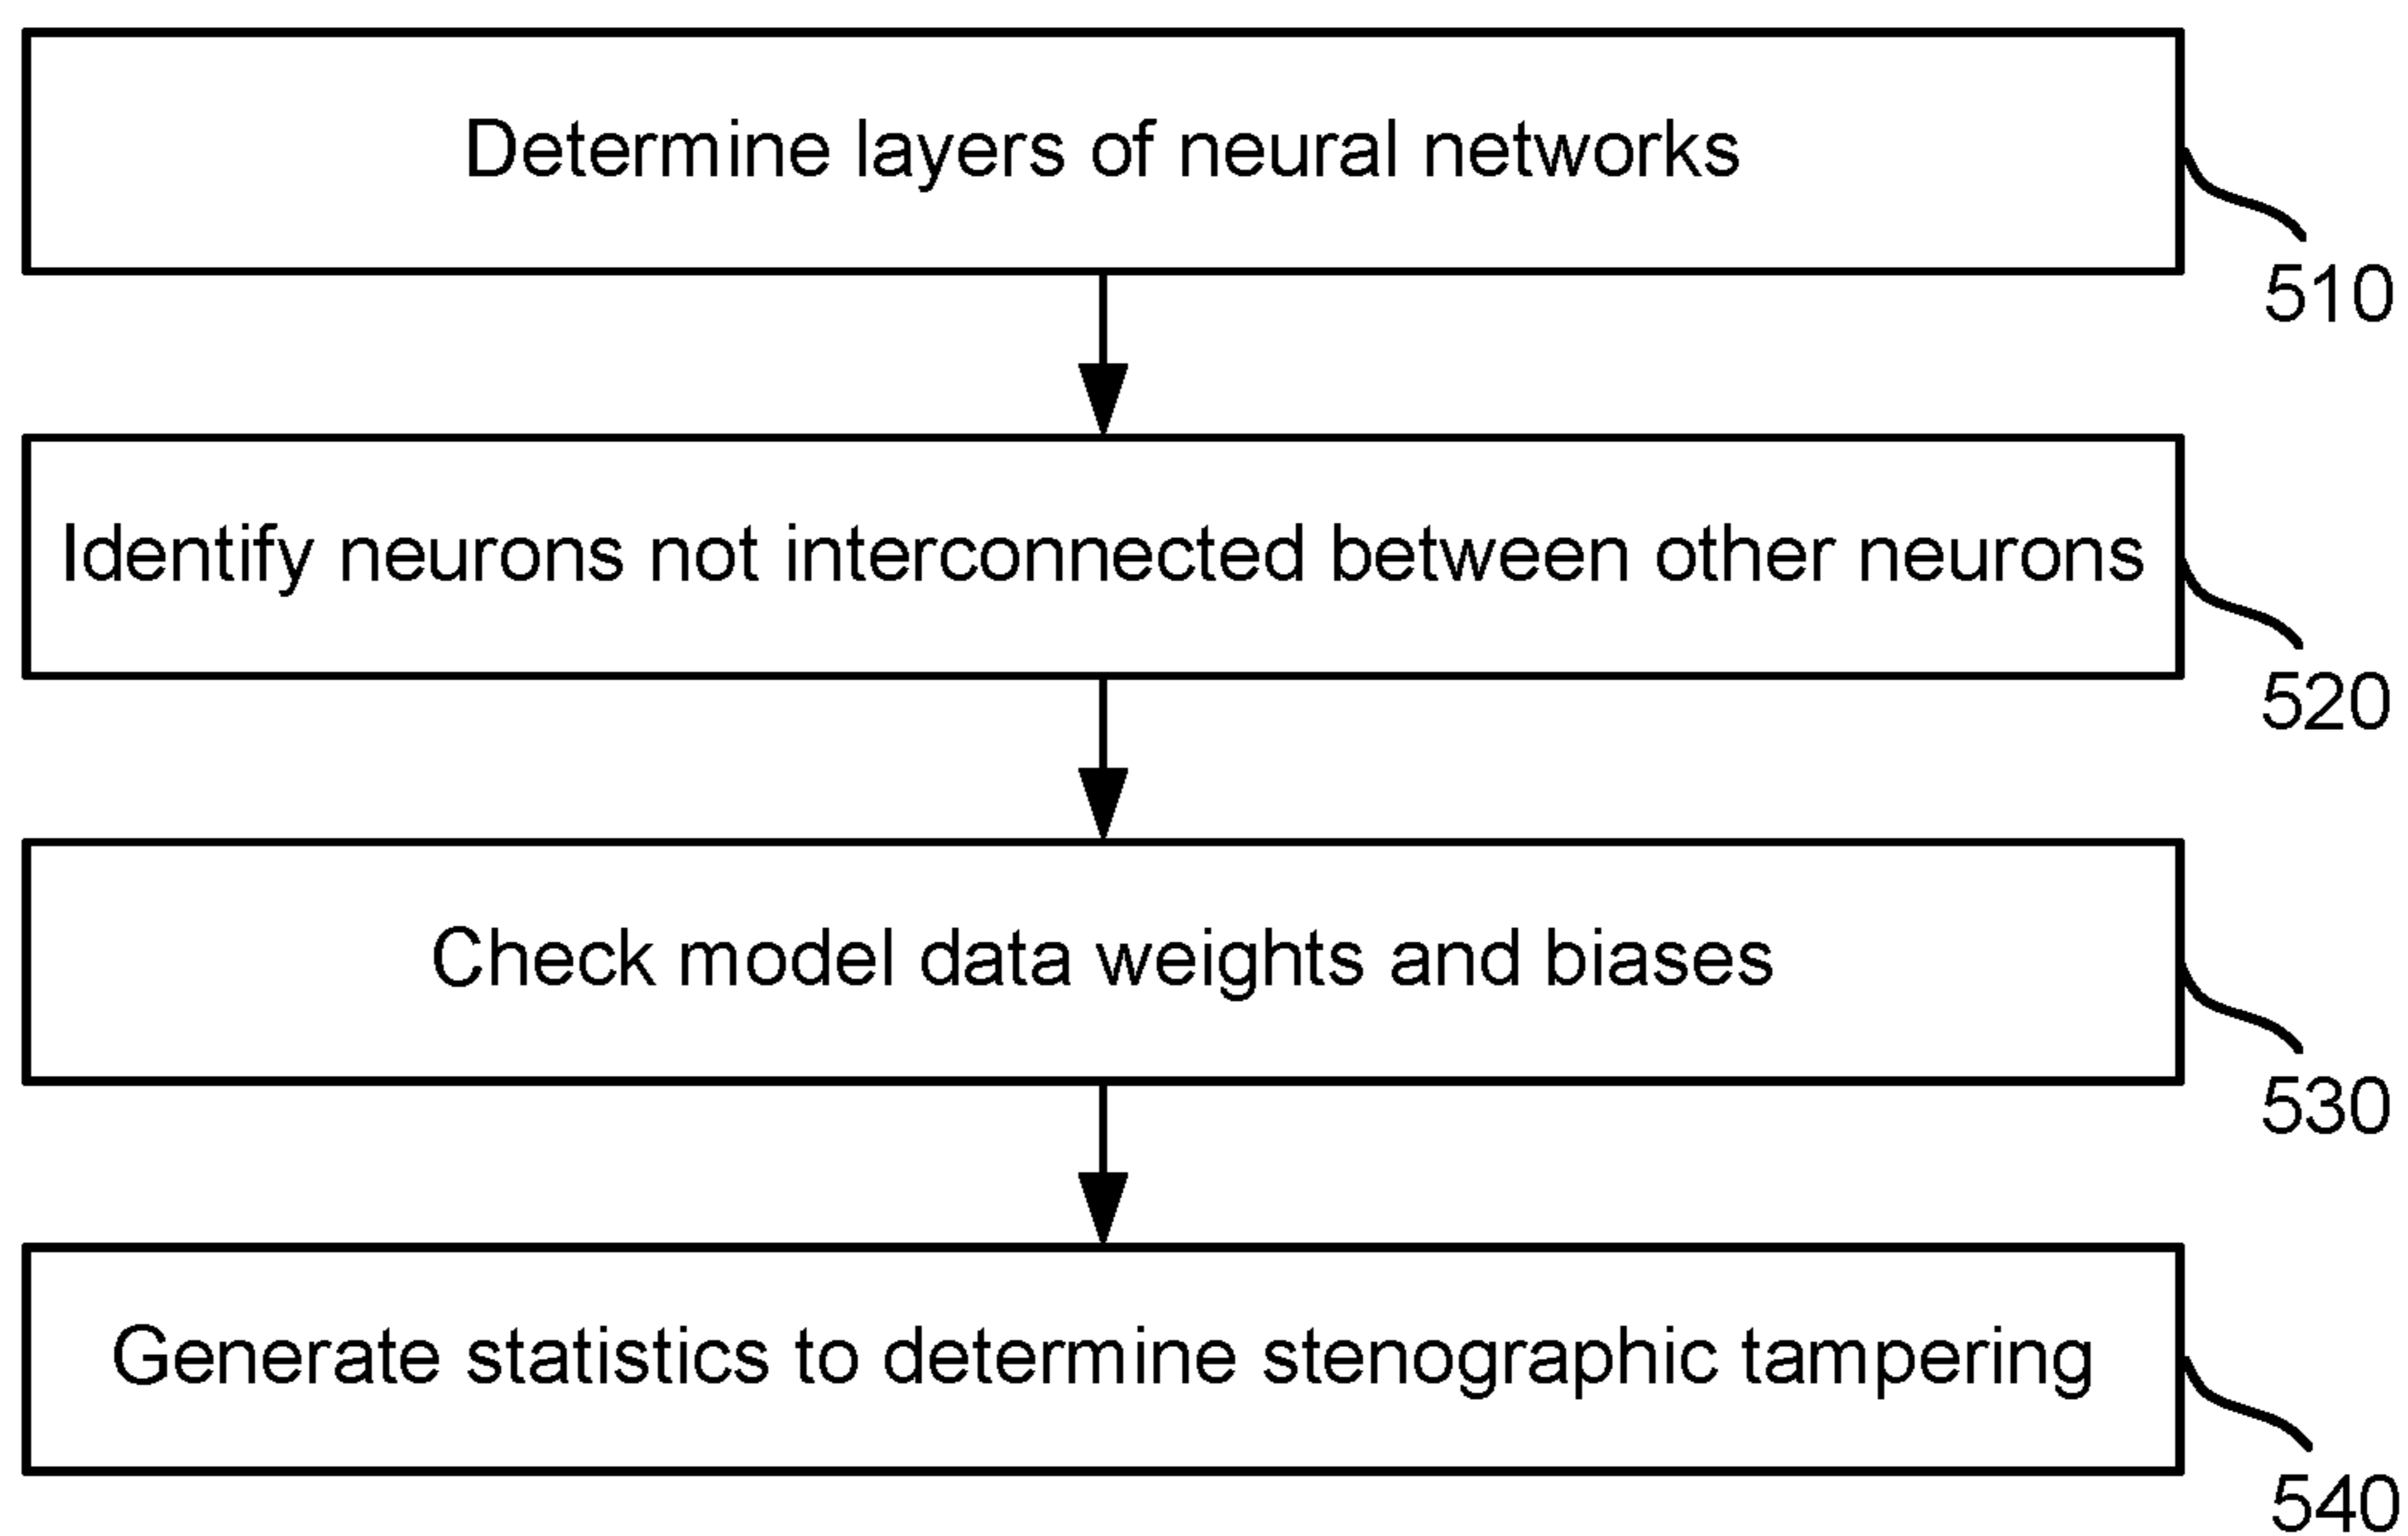 Determine layers of neural networks
510
Identify neurons not interconnected between other neurons
520
Check model data weights and biases
530
Generate statistics to determine stenographic tampering
540